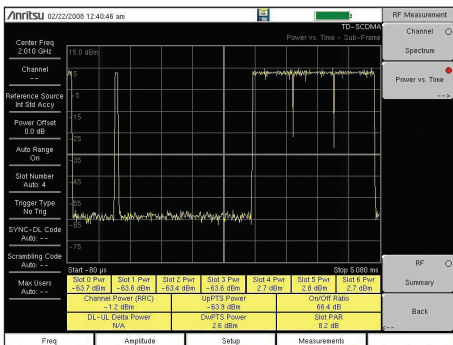 Anritsu 02/22/2008 12:40:46 am
TD-SCDMA
Power vs. Time - Sub-Frame
RF Measurement
Channel
Spectrum
Power vs. Time
-->
RF
Summary
Back
<--
Center Freq
2.010 GHz
Channel
--
Reference Source
Int Std Accy
Power Offset
0.0 dB
Auto Range
On
Slot Number
Auto: 4
Trigger Type
No Trig
SYNC-DL Code
Auto: --
Scrambling Code
Auto: --
Max Users
Auto: --
15.0 dBm
5
-5
-15
-25
-35
-45
-55
-65
-75
Start -80 µs
Stop 5.080 ms
Slot 0 Pwr Slot 1 Pwr Slot 2 Pwr Slot 3 Pwr Slot 4 Pwr Slot 5 Pwr Slot 6 Pwr
-63.7 dBm -63.6 dBm -63.4 dBm -63.6 dBm 2.7 dBm 2.8 dBm 2.7 dBm
Channel Power (RRC) UpPTS Power On/Off Ratio
-1.2 dBm -63.9 dBm 66.4 dB
DL-UL Delta Power DwPTS Power Slot PAR
N/A 2.6 dBm 8.2 dB
Freq Amplitude Setup Measurements